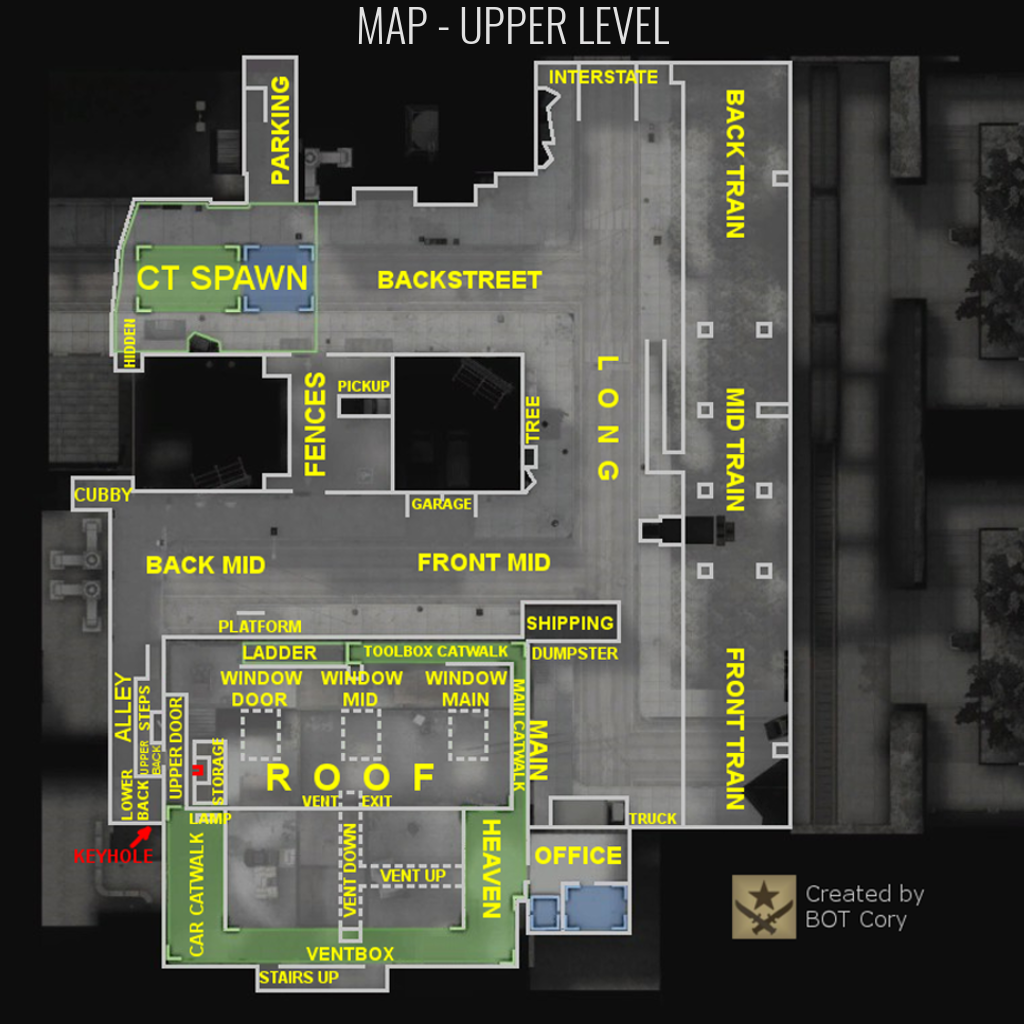 MAP - UPPER LEVEL
INTERSTATE
PARKING
BACK TRAIN
CT SPAWN
BACKSTREET
HIDDEN
FENCES
PICKUP
TREE
LONG
MID TRAIN
CUBBY
GARAGE
BACK MID
FRONT MID
PLATFORM
SHIPPING
LADDER
TOOLBOX CATWALK
DUMPSTER
WINDOW
DOOR
WINDOW
MID
WINDOW
MAIN
ALLEY
STEPS
UPPER
BACK
UPPER DOOR
MAIN CATWALK
MAIN
FRONT TRAIN
LOWER
BACK
STORAGE
ROOF
VENT EXIT
LAMP
TRUCK
KEYHOLE
CAR CATWALK
VENT DOWN
VENT UP
HEAVEN
OFFICE
VENTBOX
STAIRS UP
Created by
BOT Cory